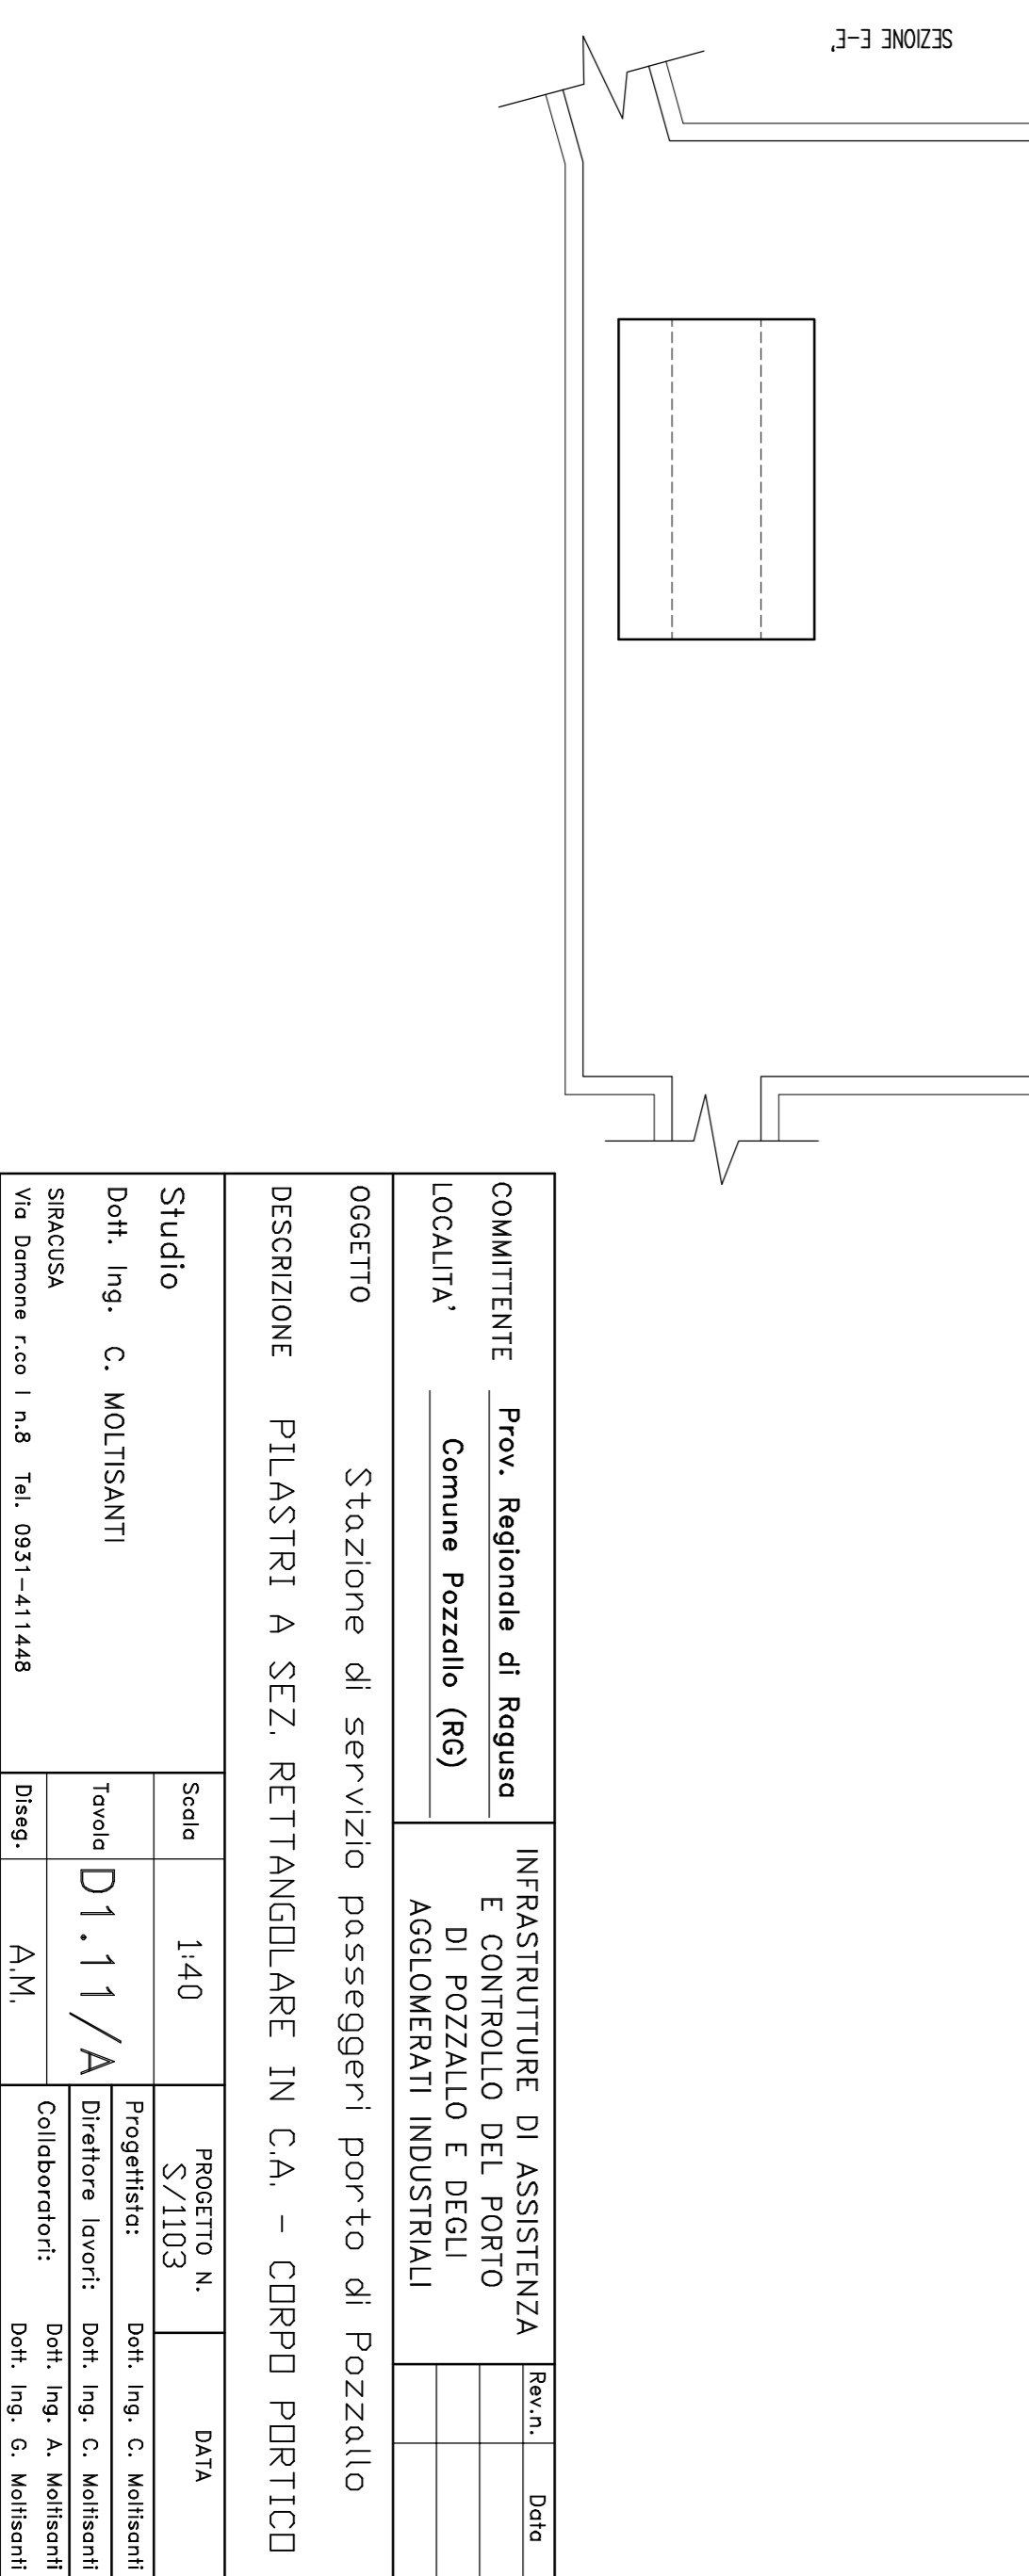 SEZIONE E-E'
COMMITTENTE Prov. Regionale di Ragusa
LOCALITA' Comune Pozzallo (RG)
INFRASTRUTTURE DI ASSISTENZA
E CONTROLLO DEL PORTO
DI POZZALLO E DEGLI
AGGLOMERATI INDUSTRIALI
Rev.n. Data
OGGETTO Stazione di servizio passeggeri porto di Pozzallo
DESCRIZIONE PILASTRI A SEZ. RETTANGOLARE IN C.A. - CORPO PORTICO
Studio
Dott. Ing. C. MOLTISANTI
SIRACUSA
Via Damone r.co I n.8 Tel. 0931-411448
Scala 1:40
Tavola D1.11/A
Diseg. A.M.
PROGETTO N.
S/1103
DATA
Progettista: Dott. Ing. C. Moltisanti
Direttore lavori: Dott. Ing. C. Moltisanti
Collaboratori: Dott. Ing. A. Moltisanti
Dott. Ing. G. Moltisanti